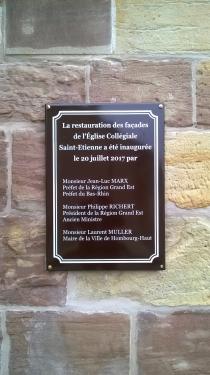 La restauration des façades
de l'Église Collégiale
Saint-Etienne a été inaugurée
le 20 juillet 2017 par
Monsieur Jean-Luc MARX
Préfet de la Région Grand Est
Préfet du Bas-Rhin
Monsieur Philippe RICHERT
Président de la Région Grand Est
Ancien Ministre
Monsieur Laurent MULLER
Maire de la Ville de Hombourg-Haut